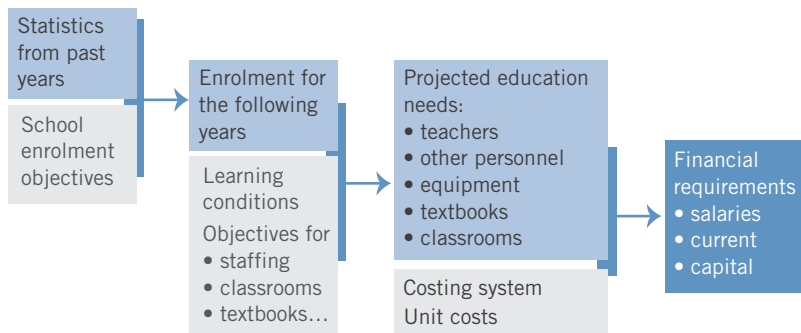 Statistics
from past
years
School
enrolment
objectives
Enrolment for
the following
years
Learning
conditions
Objectives for
• staffing
• classrooms
• textbooks…
Projected education
needs:
• teachers
• other personnel
• equipment
• textbooks
• classrooms
Costing system
Unit costs
Financial
requirements
• salaries
• current
• capital